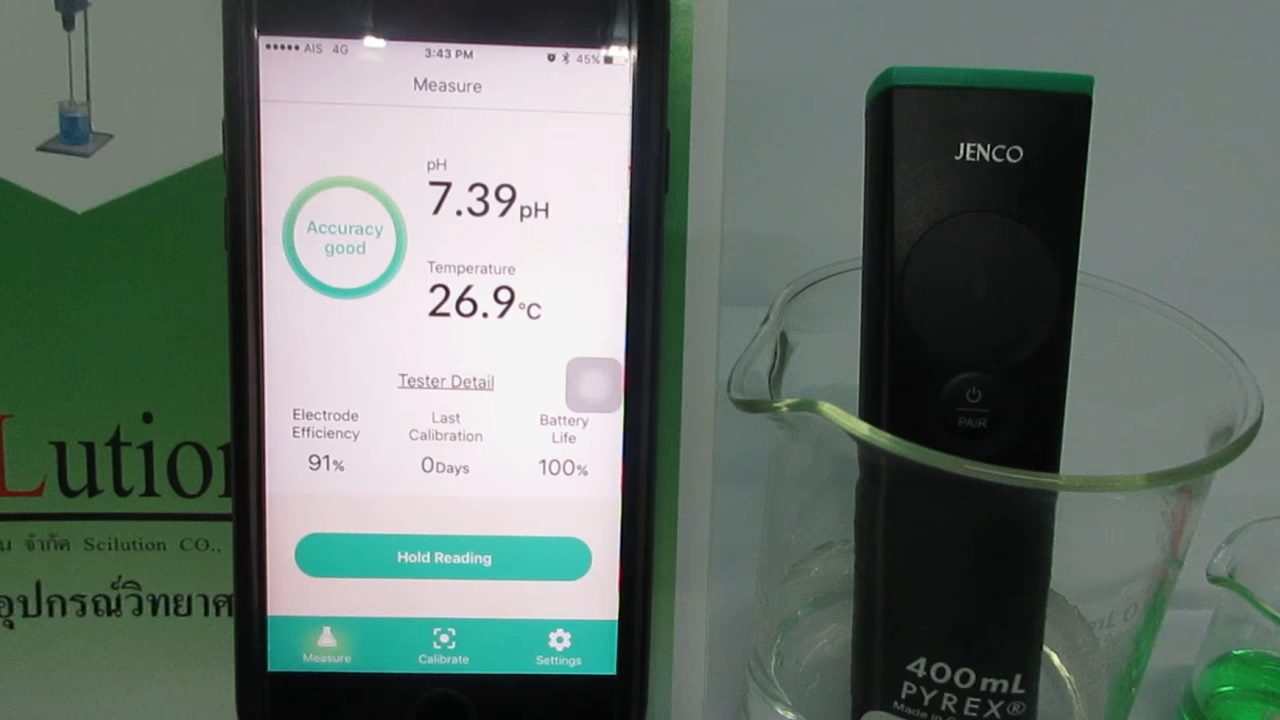 AIS 4G 3:43 PM 45%
Measure
pH
7.39pH
Accuracy
good
Temperature
26.9°C
Tester Detail
Electrode
Efficiency
91%
Last
Calibration
0Days
Battery
Life
100%
Hold Reading
Measure Calibrate Settings
JENCO
PAIR
400mL
PYREX®
Made in
Lution
จำกัด Scilution CO.,
อุปกรณ์วิทยาศ